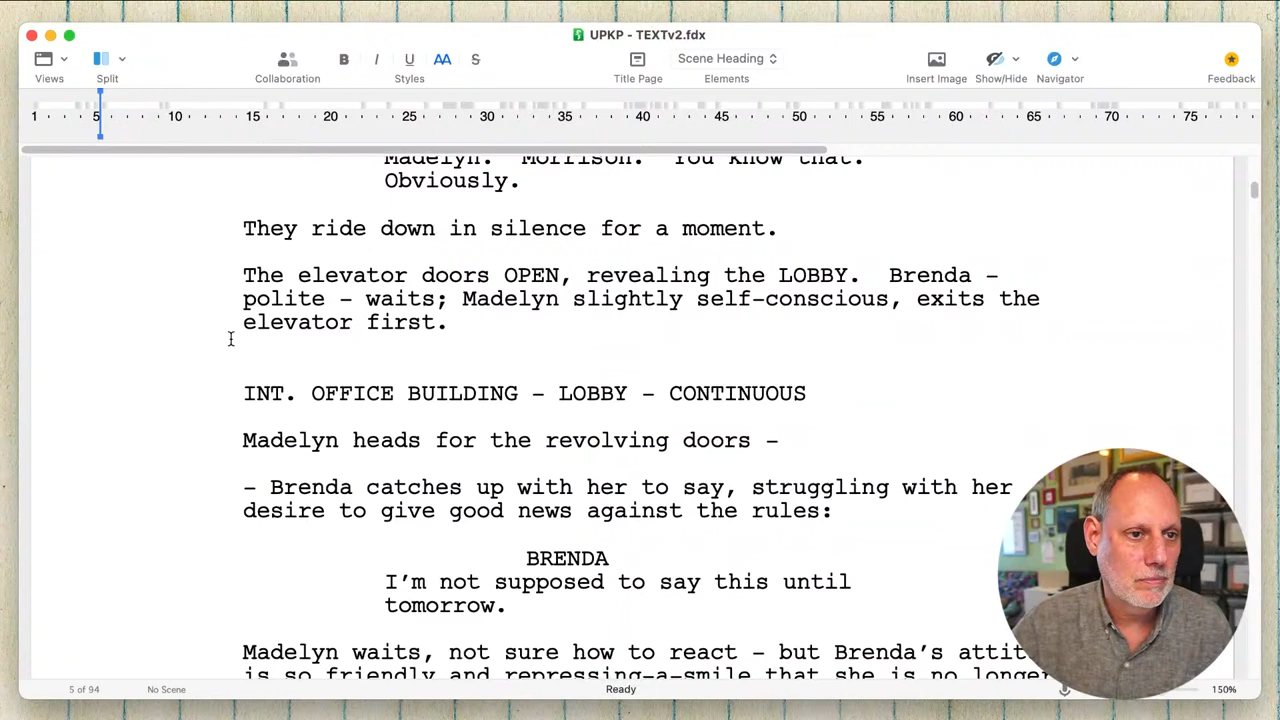 UPKP - TEXTv2.fdx
Views
Split
Collaboration
B I U AA S
Styles
Title Page
Scene Heading
Elements
Insert Image
Show/Hide
Navigator
Feedback
1 5 10 15 20 25 30 35 40 45 50 55 60 65 70 75
Madelyn. Morrison. You know that.
Obviously.
They ride down in silence for a moment.
The elevator doors OPEN, revealing the LOBBY. Brenda –
polite – waits; Madelyn slightly self-conscious, exits the
elevator first.
INT. OFFICE BUILDING – LOBBY – CONTINUOUS
Madelyn heads for the revolving doors –
– Brenda catches up with her to say, struggling with her
desire to give good news against the rules:
BRENDA
I'm not supposed to say this until
tomorrow.
Madelyn waits, not sure how to react – but Brenda's
is so friendly and repressing-a-smile that she is no longer
5 of 94
No Scene
Ready
150%